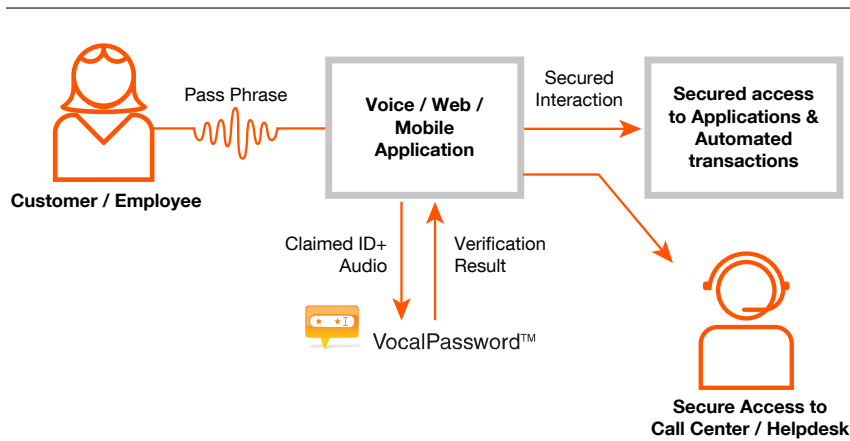 Pass Phrase
Customer / Employee
Voice / Web /
Mobile
Application
Secured
Interaction
Secured access
to Applications &
Automated
transactions
Claimed ID+
Audio
Verification
Result
VocalPassword™
Secure Access to
Call Center / Helpdesk